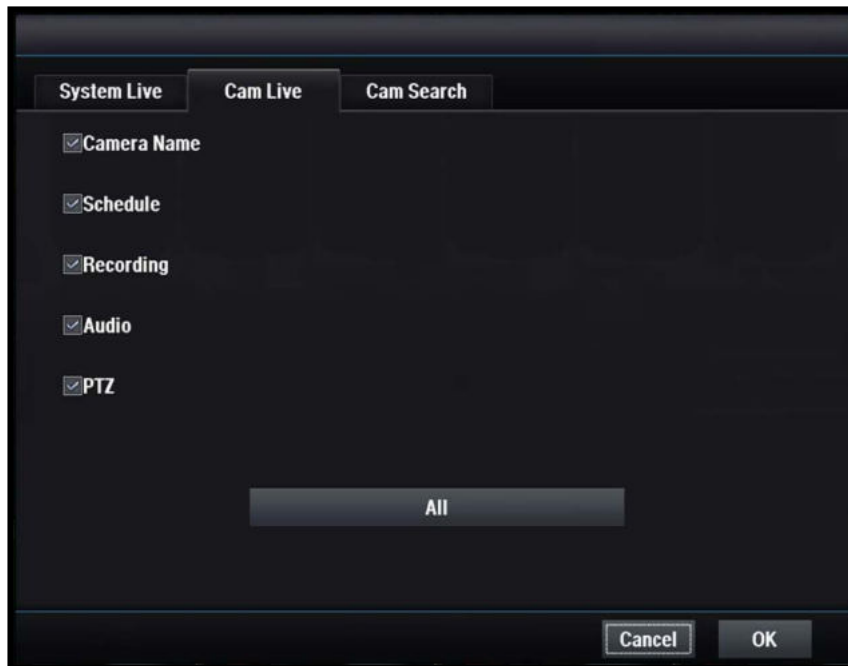 System Live Cam Live Cam Search
Camera Name
Schedule
Recording
Audio
PTZ
All
Cancel OK